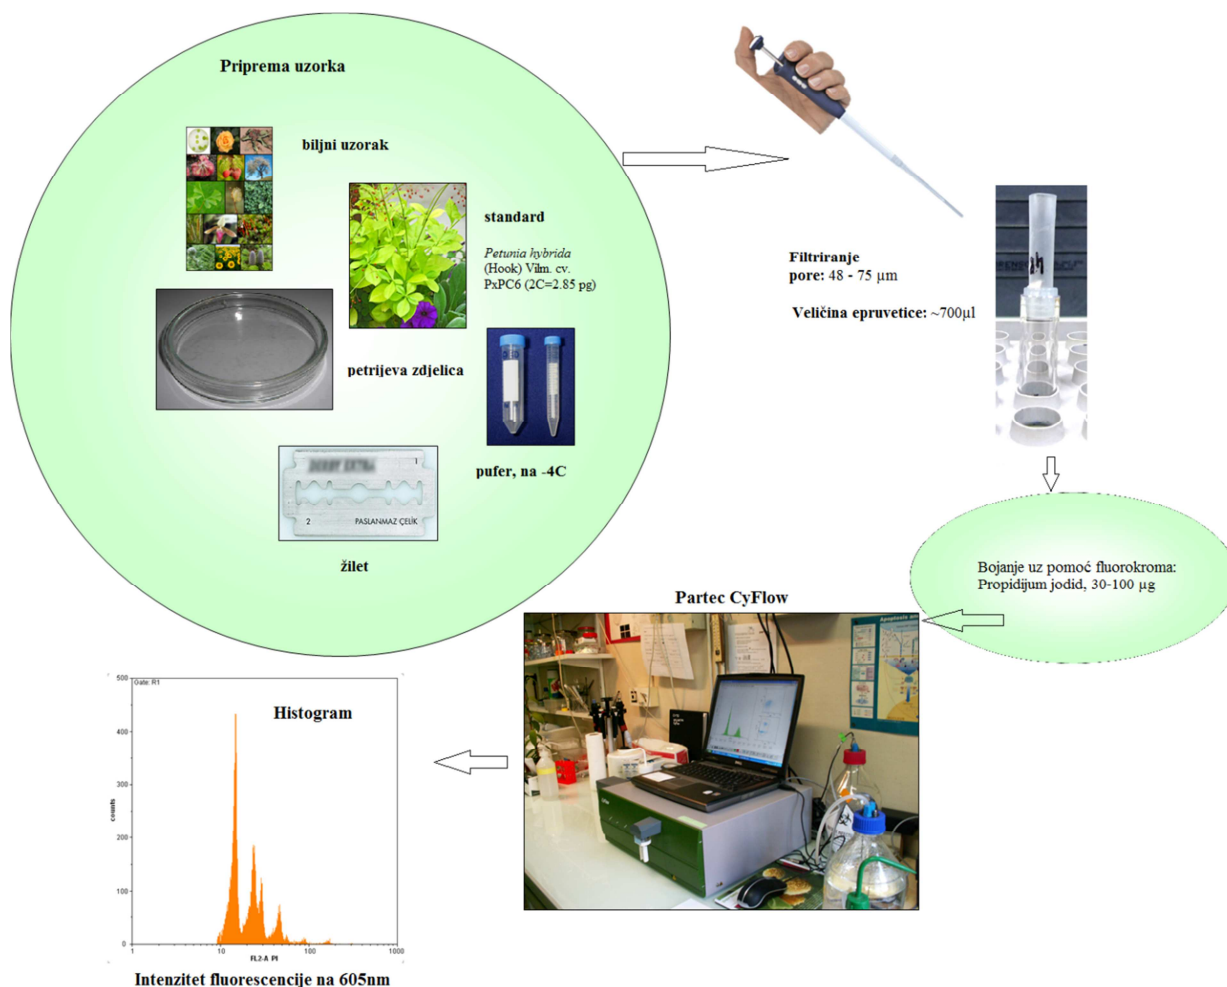 Priprema uzorka
biljni uzorak
standard
Petunia hybrida
(Hook) Vilm. cv.
PxPC6 (2C=2.85 pg)
petrijeva zdjelica
pufer, na -4C
1
2
PASLANMAZ ÇELİK
žilet
Filtriranje
pore: 48 - 75 µm
Veličina epruvetice: ~700µl
Bojanje uz pomoć fluorokroma:
Propidijum jodid, 30-100 µg
Partec CyFlow
Histogram
Gate: R1
500
400
300
200
100
0
counts
1
10
100
1000
FL2-A PI
Intenzitet fluorescencije na 605nm